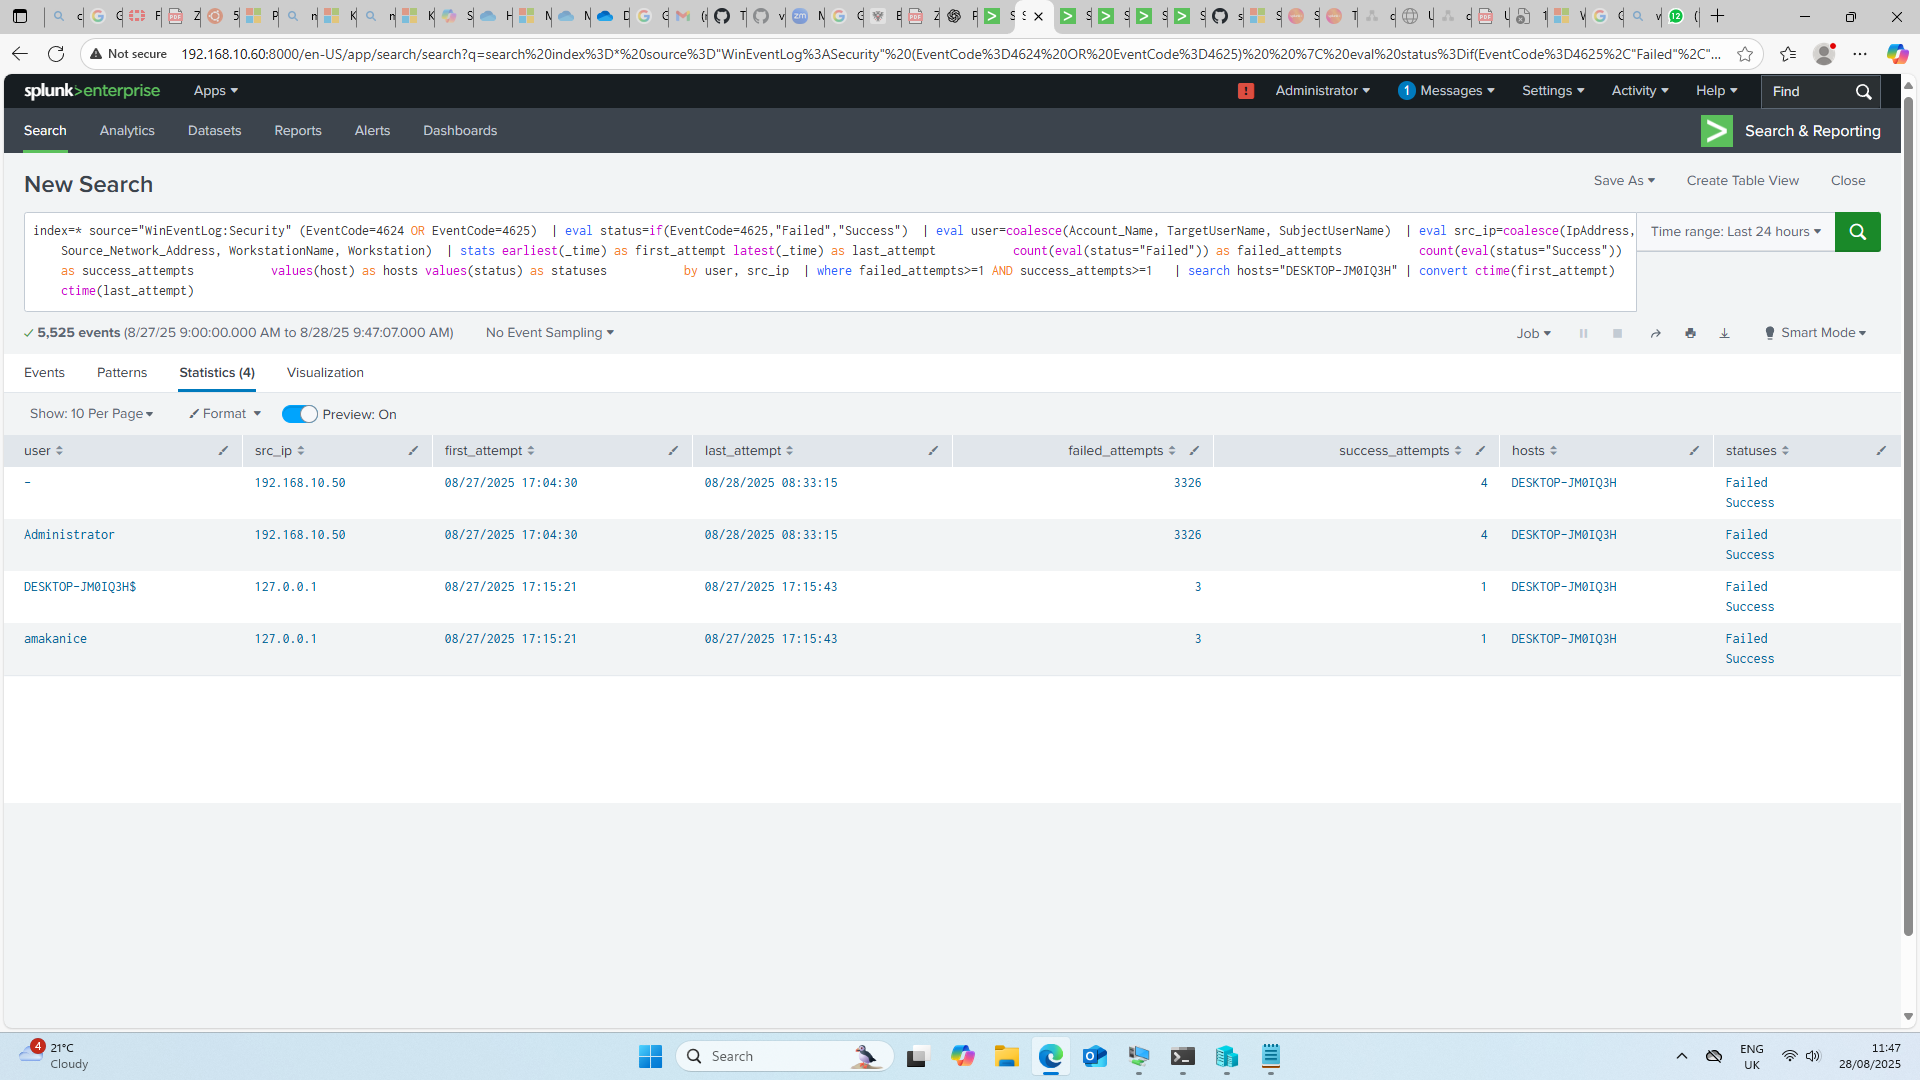 Not secure
192.168.10.60:8000/en-US/app/search/search?q=search%20index%3D*%20source%3D"WinEventLog%3ASecurity"%20(EventCode%3D4624%20OR%20EventCode%3D4625)%20%20%7C%20eval%20status%3Dif(EventCode%3D4625%2C"Failed"%2C"...
splunk>enterprise
Apps
Administrator
1 Messages
Settings
Activity
Help
Find
Search
Analytics
Datasets
Reports
Alerts
Dashboards
Search & Reporting
New Search
Save As
Create Table View
Close
index=* source="WinEventLog:Security" (EventCode=4624 OR EventCode=4625) | eval status=if(EventCode=4625,"Failed","Success") | eval user=coalesce(Account_Name, TargetUserName, SubjectUserName) | eval src_ip=coalesce(IpAddress,
Source_Network_Address, WorkstationName, Workstation) | stats earliest(_time) as first_attempt latest(_time) as last_attempt count(eval(status="Failed")) as failed_attempts count(eval(status="Success"))
as success_attempts values(host) as hosts values(status) as statuses by user, src_ip | where failed_attempts>=1 AND success_attempts>=1 | search hosts="DESKTOP-JM0IQ3H" | convert ctime(first_attempt)
ctime(last_attempt)
Time range: Last 24 hours
5,525 events (8/27/25 9:00:00.000 AM to 8/28/25 9:47:07.000 AM)
No Event Sampling
Job
Smart Mode
Events
Patterns
Statistics (4)
Visualization
Show: 10 Per Page
Format
Preview: On
user src_ip first_attempt last_attempt failed_attempts success_attempts hosts statuses
- 192.168.10.50 08/27/2025 17:04:30 08/28/2025 08:33:15 3326 4 DESKTOP-JM0IQ3H Failed
Success
Administrator 192.168.10.50 08/27/2025 17:04:30 08/28/2025 08:33:15 3326 4 DESKTOP-JM0IQ3H Failed
Success
DESKTOP-JM0IQ3H$ 127.0.0.1 08/27/2025 17:15:21 08/27/2025 17:15:43 3 1 DESKTOP-JM0IQ3H Failed
Success
amakanice 127.0.0.1 08/27/2025 17:15:21 08/27/2025 17:15:43 3 1 DESKTOP-JM0IQ3H Failed
Success
4
21°C
Cloudy
Search
ENG
UK
11:47
28/08/2025